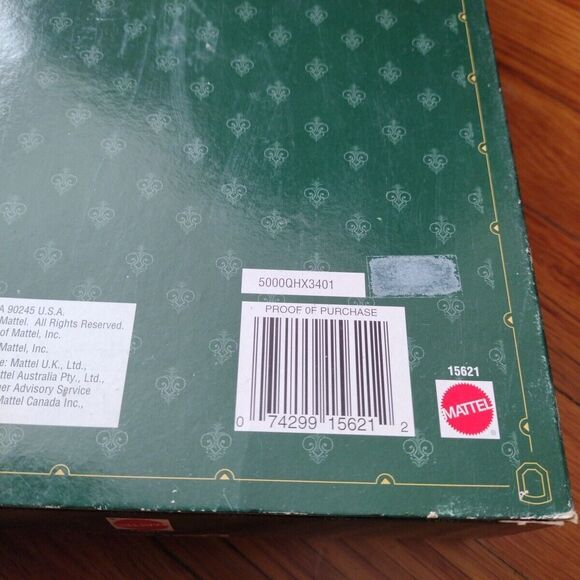 5000QHX3401
PROOF OF PURCHASE
0 74299 15621 2
15621
MATTEL
®
A 90245 U.S.A.
Mattel. All Rights Reserved.
of Mattel, Inc.
Mattel, Inc.
e: Mattel U.K., Ltd.,
ttel Australia Pty., Ltd.,
er Advisory Service
Mattel Canada Inc.,
MATTEL